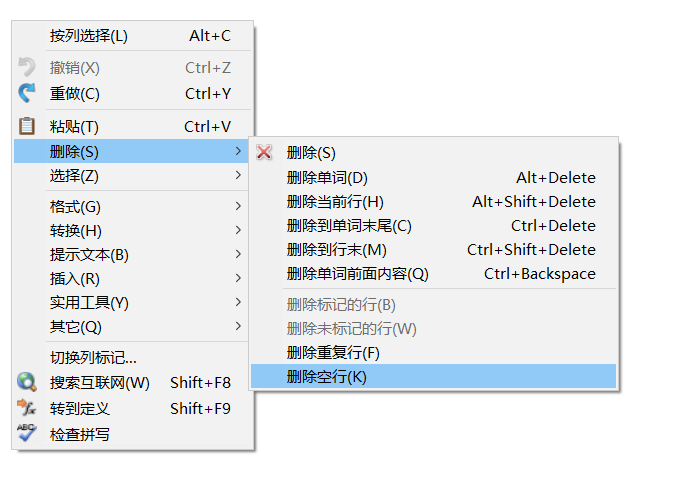 按列选择(L) Alt+C
撤销(X) Ctrl+Z
重做(C) Ctrl+Y
粘贴(T) Ctrl+V
删除(S)
选择(Z)
格式(G)
转换(H)
提示文本(B)
插入(R)
实用工具(Y)
其它(Q)
切换列标记...
搜索互联网(W) Shift+F8
转到定义 Shift+F9
ABC 检查拼写
删除(S)
删除单词(D) Alt+Delete
删除当前行(H) Alt+Shift+Delete
删除到单词末尾(C) Ctrl+Delete
删除到行末(M) Ctrl+Shift+Delete
删除单词前面内容(Q) Ctrl+Backspace
删除标记的行(B)
删除未标记的行(W)
删除重复行(F)
删除空行(K)